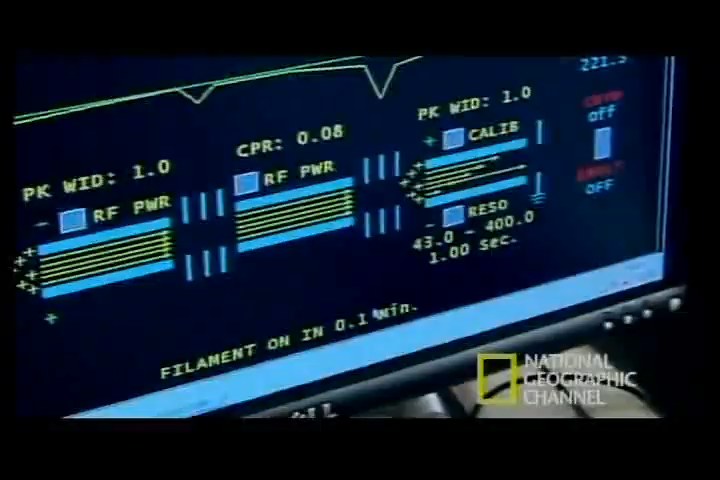 221.5
PK WID: 1.0
CPR: 0.08
PK WID: 1.0
off
RF PWR
RF PWR
CALIB
OFF
RESO
43.0 - 400.0
1.00 Sec.
FILAMENT ON IN 0.1 Min.
NATIONAL
GEOGRAPHIC
CHANNEL